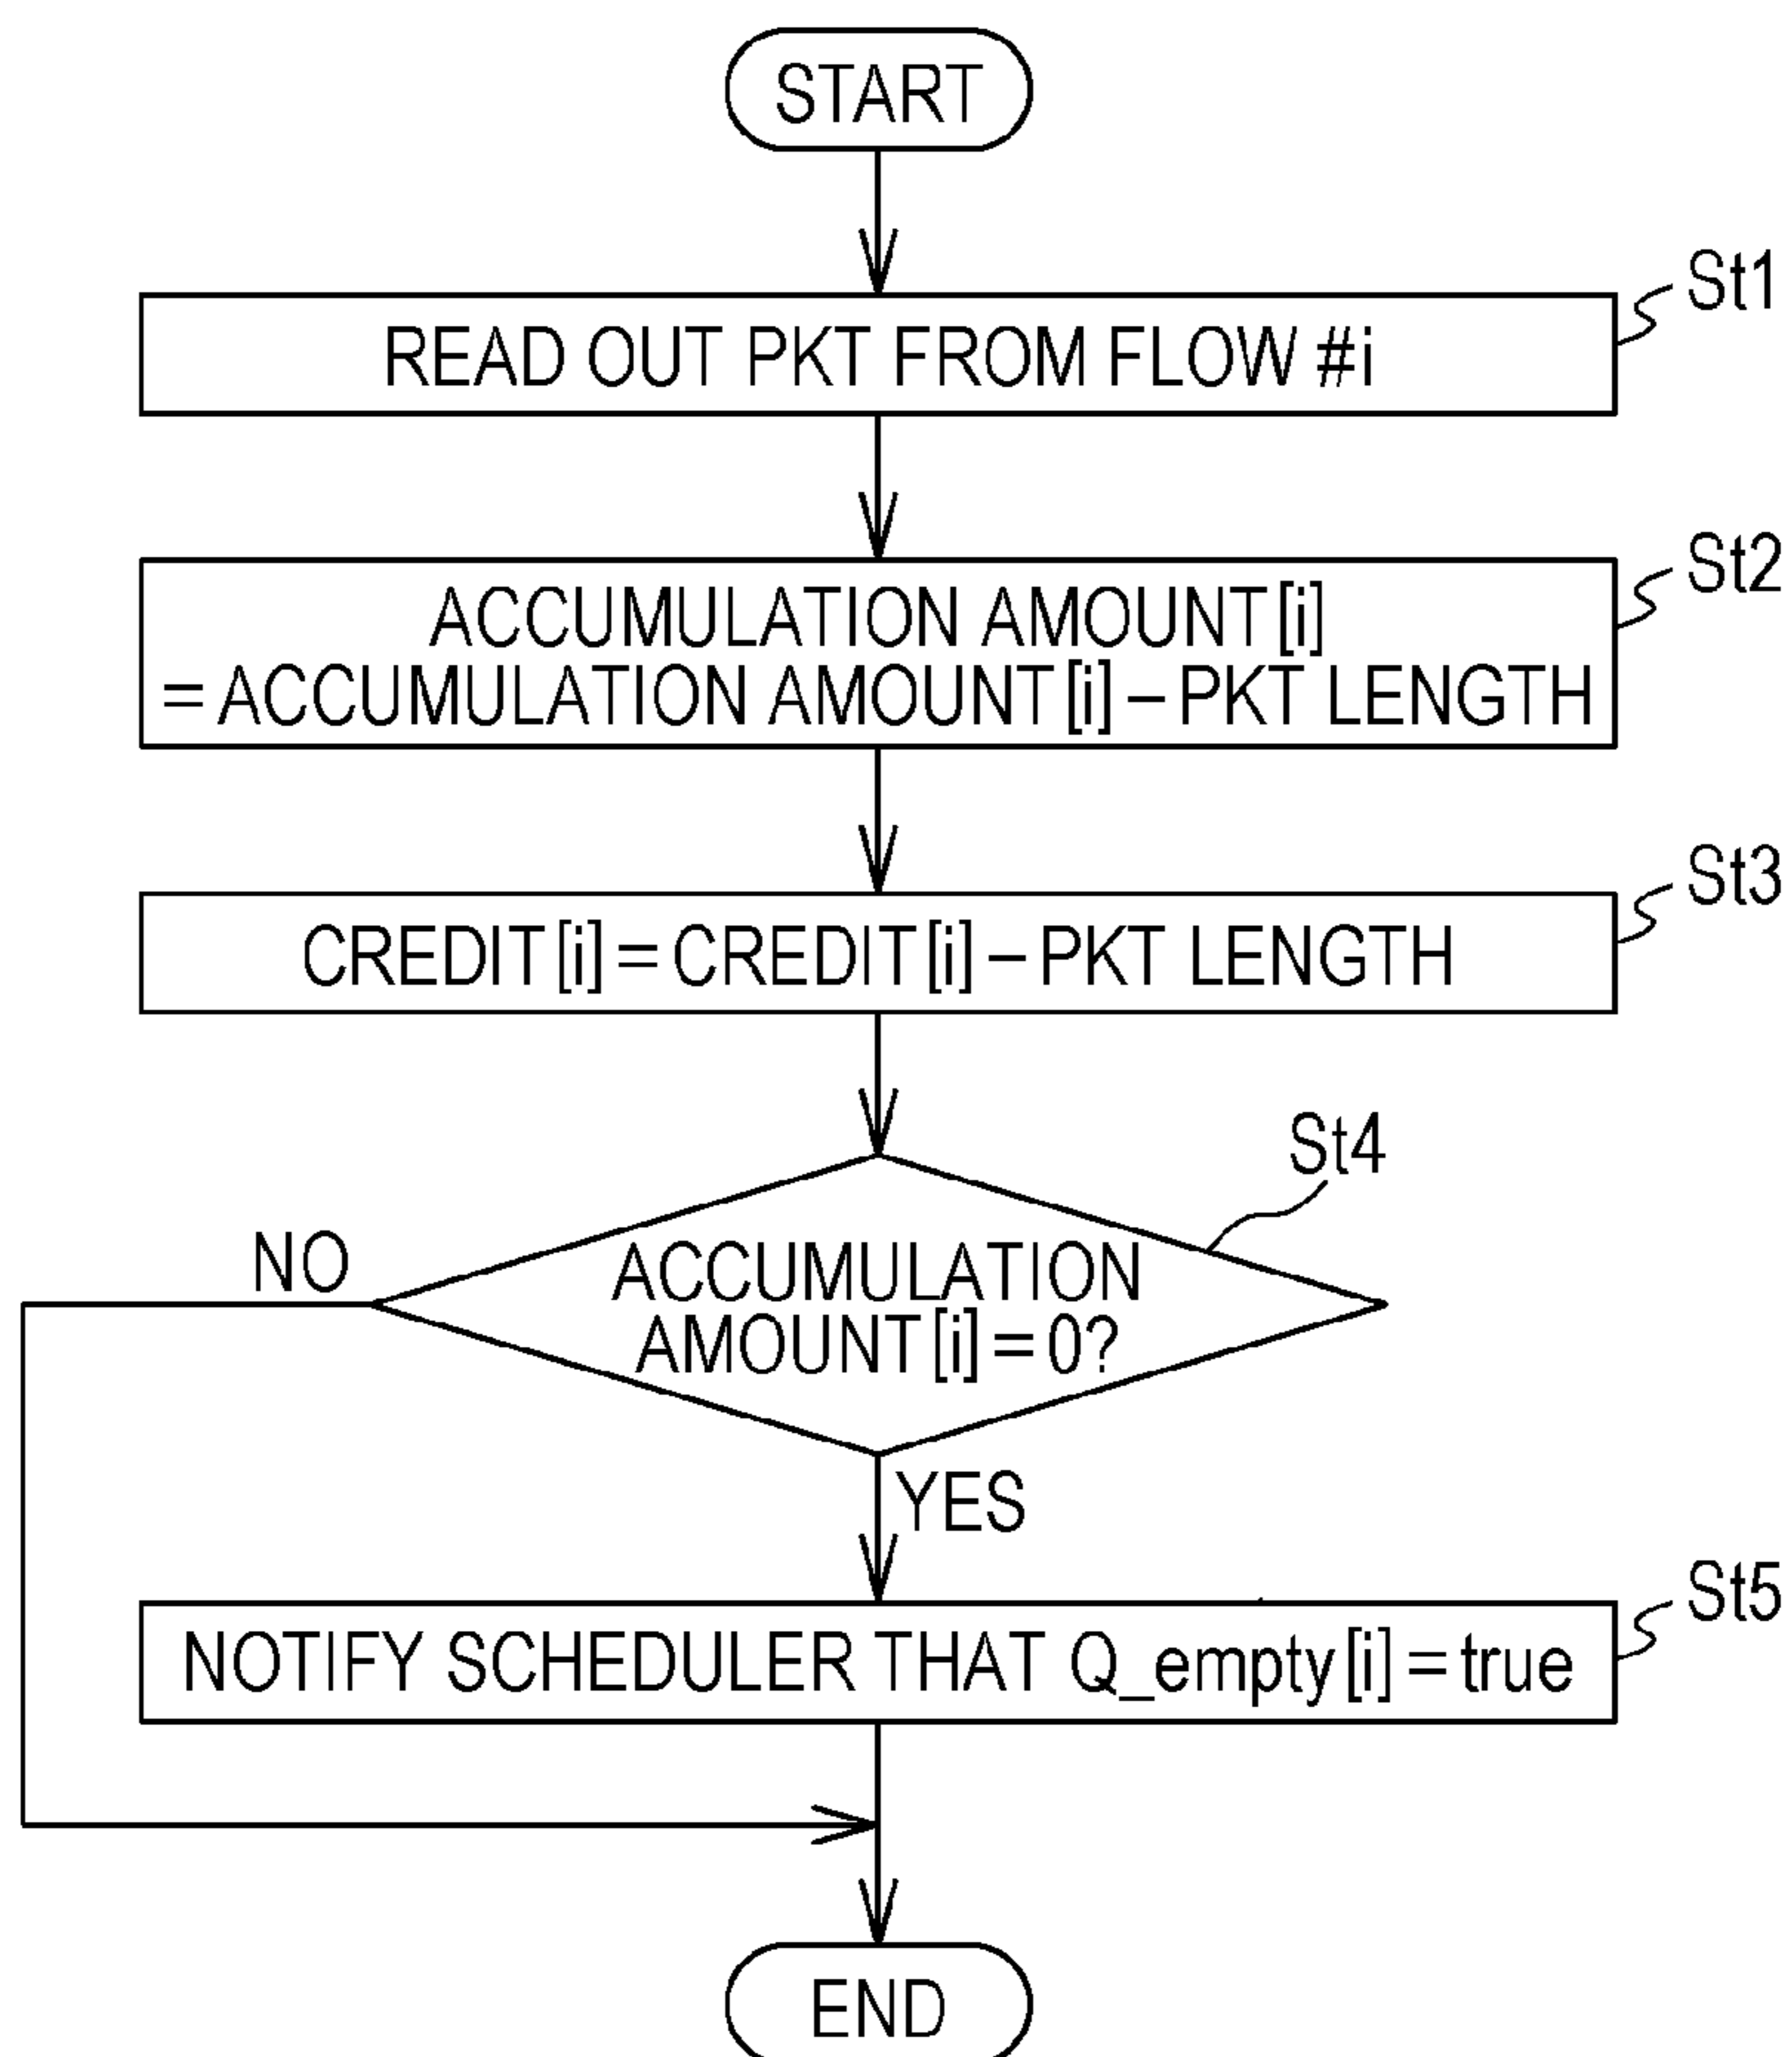 START
St1
READ OUT PKT FROM FLOW #i
St2
ACCUMULATION AMOUNT[i]
=ACCUMULATION AMOUNT[i]−PKT LENGTH
St3
CREDIT[i]=CREDIT[i]−PKT LENGTH
St4
NO
ACCUMULATION
AMOUNT[i]=0?
YES
St5
NOTIFY SCHEDULER THAT Q_empty[i]=true
END